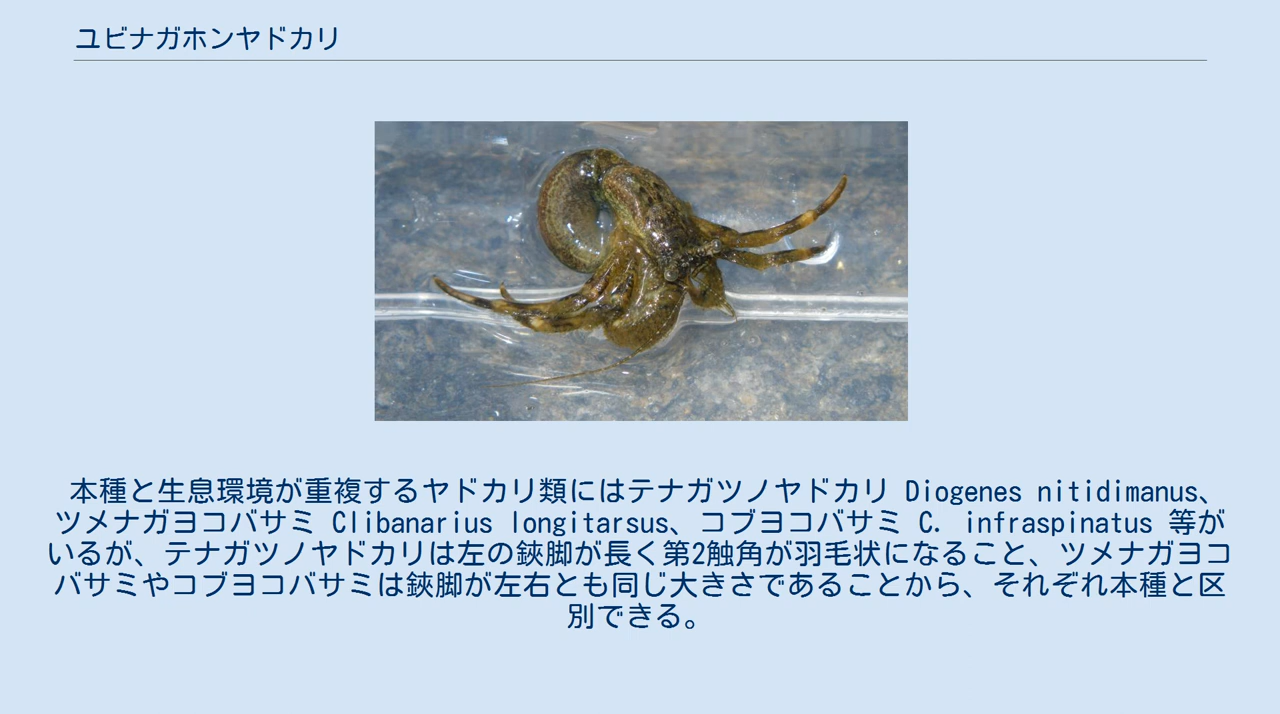 ユビナガホンヤドカリ
本種と生息環境が重複するヤドカリ類にはテナガツノヤドカリ Diogenes nitidimanus、
ツメナガヨコバサミ Clibanarius longitarsus、コブヨコバサミ C. infraspinatus 等が
いるが、テナガツノヤドカリは左の鋏脚が長く第2触角が羽毛状になること、ツメナガヨコ
バサミやコブヨコバサミは鋏脚が左右とも同じ大きさであることから、それぞれ本種と区
別できる。